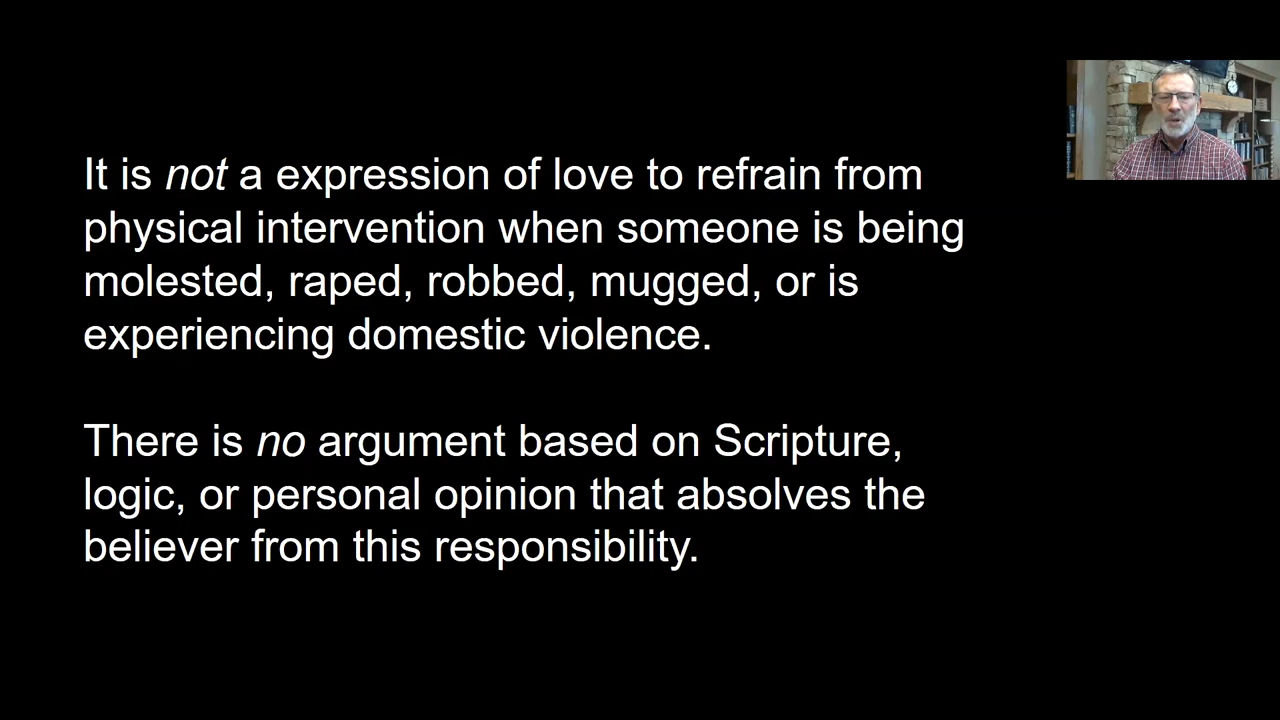 It is not a expression of love to refrain from
physical intervention when someone is being
molested, raped, robbed, mugged, or is
experiencing domestic violence.
There is no argument based on Scripture,
logic, or personal opinion that absolves the
believer from this responsibility.